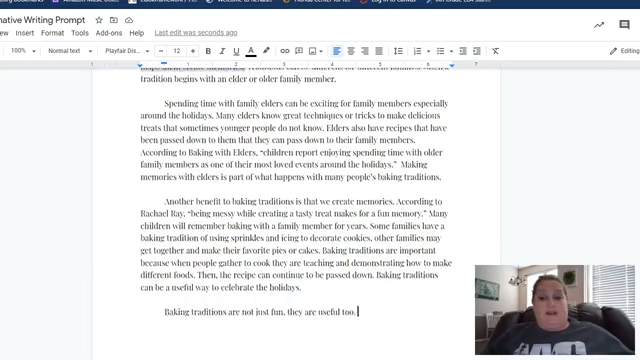 native Writing Prompt
Insert Format Tools Add-ons Help Last edit was seconds ago
100% Normal text Playfair Dis... 12 B I U A Editing
1 2 3 4 5 6 7
tradition begins with an elder or older family member.
Spending time with family elders can be exciting for family members especially
around the holidays. Many elders know great techniques or tricks to make delicious
treats that sometimes younger people do not know. Elders also have recipes that have
been passed down to them that they can pass down to their family members.
According to Baking with Elders, “children report enjoying spending time with older
family members as one of their most loved events around the holidays.” Making
memories with elders is part of what happens with many people's baking traditions.
Another benefit to baking traditions is that we create memories. According to
Rachael Ray, “being messy while creating a tasty treat makes for a fun memory.” Many
children will remember baking with a family member for years. Some families have a
baking tradition of using sprinkles and icing to decorate cookies, other families may
get together and make their favorite pies or cakes. Baking traditions are important
because when people gather to cook they are teaching and demonstrating how to make
different foods. Then, the recipe can continue to be passed down. Baking traditions
can be a useful way to celebrate the holidays.
Baking traditions are not just fun, they are useful too.